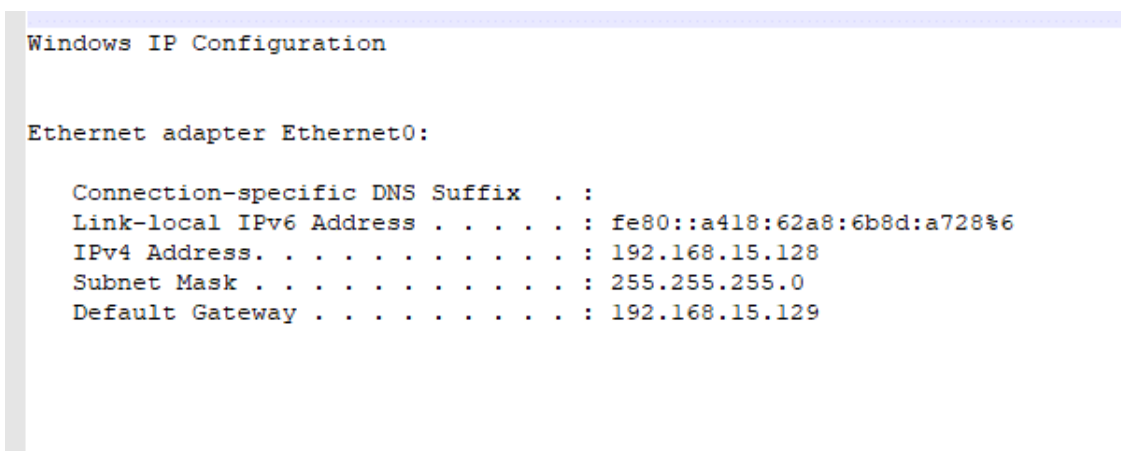 Windows IP Configuration
Ethernet adapter Ethernet0:
Connection-specific DNS Suffix  . :
Link-local IPv6 Address . . . . . : fe80::a418:62a8:6b8d:a728%6
IPv4 Address. . . . . . . . . . . : 192.168.15.128
Subnet Mask . . . . . . . . . . . : 255.255.255.0
Default Gateway . . . . . . . . . : 192.168.15.129